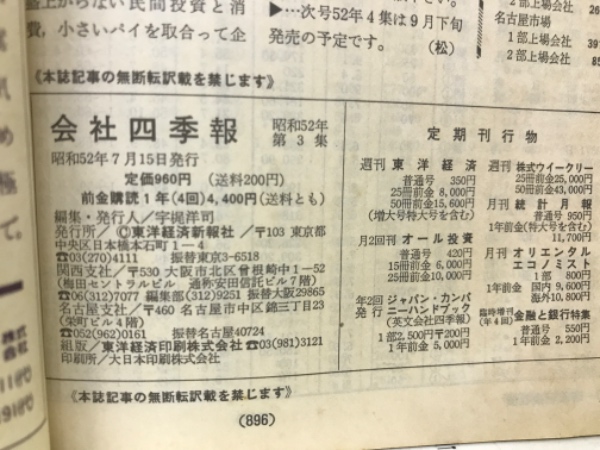 がらない民間投資と消
費，小さいパイを取合って企
▶…次号52年4集は9月下旬
発売の予定です。
(松)
1部上場会社
名古屋市場
1部上場会社 391
2部上場会社 85
《本誌記事の無断転訳載を禁じます》
会社四季報
昭和52年
第3集
昭和52年7月15日発行
定価960円 (送料200円)
前金購読1年(4回)4,400円(送料とも)
編集・発行人／宇梶洋司
発行所／©東洋経済新報社／〒103 東京都
中央区日本橋本石町1―4
☎03(270)4111 振替東京3-6518
関西支社／〒530 大阪市北区曽根崎中1―52
(梅田セントラルビル 通称安田信託ビル7階)
☎06(312)7077 編集部(312)9251 振替大阪29865
名古屋支社／〒460 名古屋市中区錦三丁目23
(栄町ビル4階)
☎052(962)0161 振替名古屋40724
組版／東洋経済印刷株式会社☎03(981)3121
印刷所／大日本印刷株式会社
定期刊行物
週刊 東洋経済
普通号 350円
25冊前金 8,000円
50冊前金 15,600円
(増大号特大号を含む)
月2回刊 オール投資
普通号 420円
15冊前金 6,000円
25冊前金 10,000円
年2回発行 ジャパン・カンパニーハンドブック
(英文会社四季報)
1部2,500円〒200円
1年前金 5,000円
週刊 株式ウイークリー
25冊前金25,000円
50冊前金43,000円
月刊 統計月報
普通号 950円
1年前金(特大号を含む)
11,700円
月刊 オリエンタルエコノミスト
1部 800円
1年前金 国内 9,600円
海外10,800円
臨時増刊(年4回) 金融と銀行特集
普通号 550円
1年前金 2,200円
《本誌記事の無断転訳載を禁じます》
(896)
株式
会社